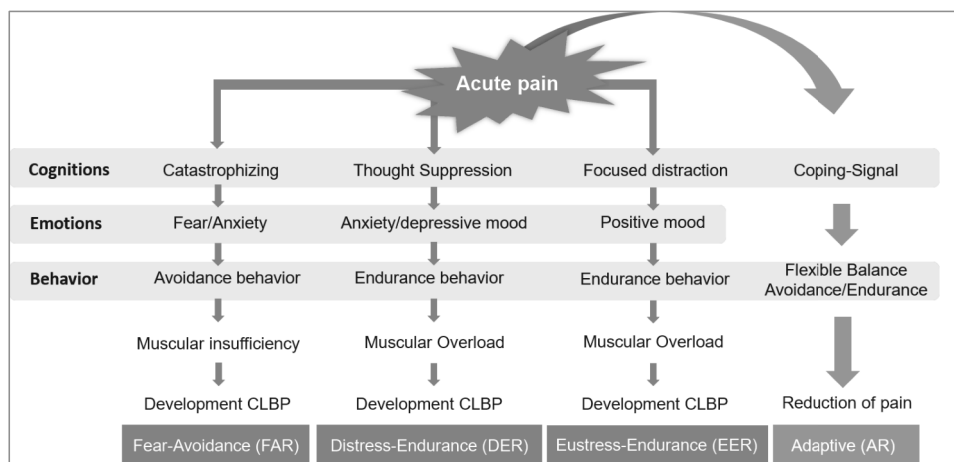 Acute pain
Cognitions Catastrophizing Thought Suppression Focused distraction Coping-Signal
Emotions Fear/Anxiety Anxiety/depressive mood Positive mood
Behavior Avoidance behavior Endurance behavior Endurance behavior Flexible Balance
Avoidance/Endurance
Muscular insufficiency Muscular Overload Muscular Overload
Development CLBP Development CLBP Development CLBP Reduction of pain
Fear-Avoidance (FAR) Distress-Endurance (DER) Eustress-Endurance (EER) Adaptive (AR)